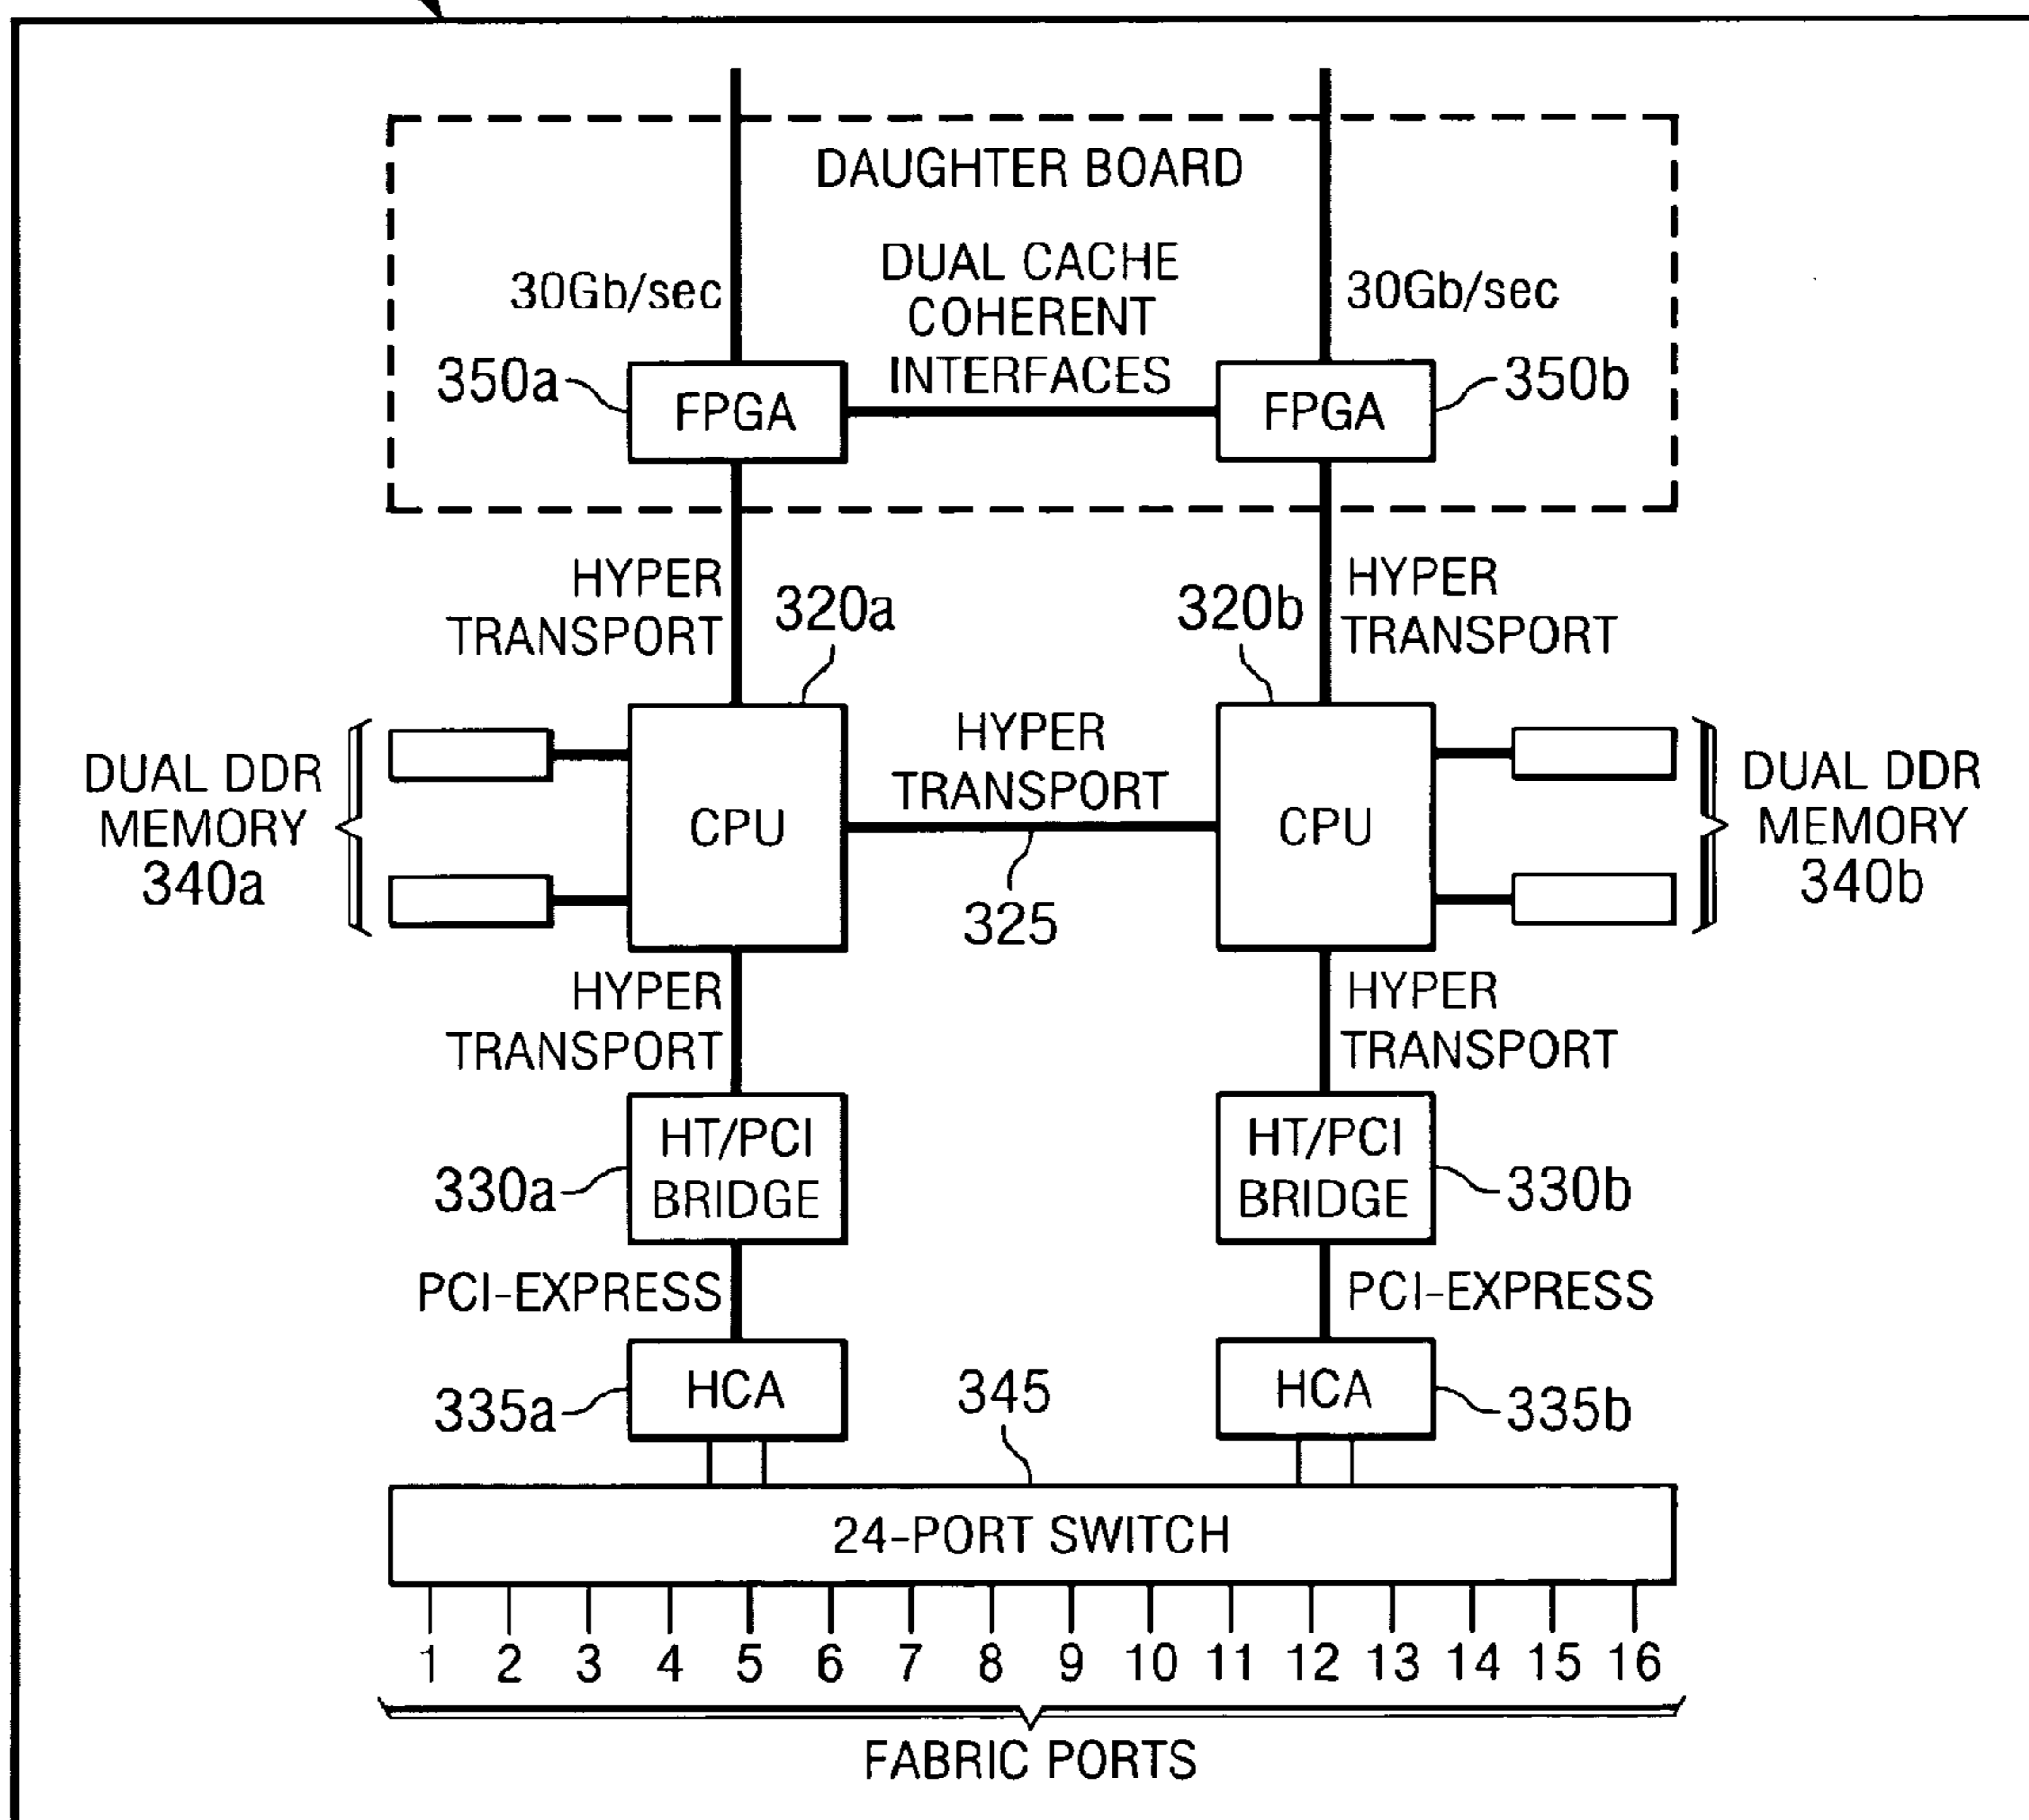 DAUGHTER BOARD
DUAL CACHE
COHERENT
INTERFACES
30Gb/sec
30Gb/sec
350a
FPGA
FPGA
350b
HYPER
TRANSPORT
320a
320b
HYPER
TRANSPORT
DUAL DDR
MEMORY
340a
CPU
HYPER
TRANSPORT
325
CPU
DUAL DDR
MEMORY
340b
HYPER
TRANSPORT
HYPER
TRANSPORT
330a
HT/PCI
BRIDGE
HT/PCI
BRIDGE
330b
PCI-EXPRESS
PCI-EXPRESS
335a
HCA
345
HCA
335b
24-PORT SWITCH
1 2 3 4 5 6 7 8 9 10 11 12 13 14 15 16
FABRIC PORTS